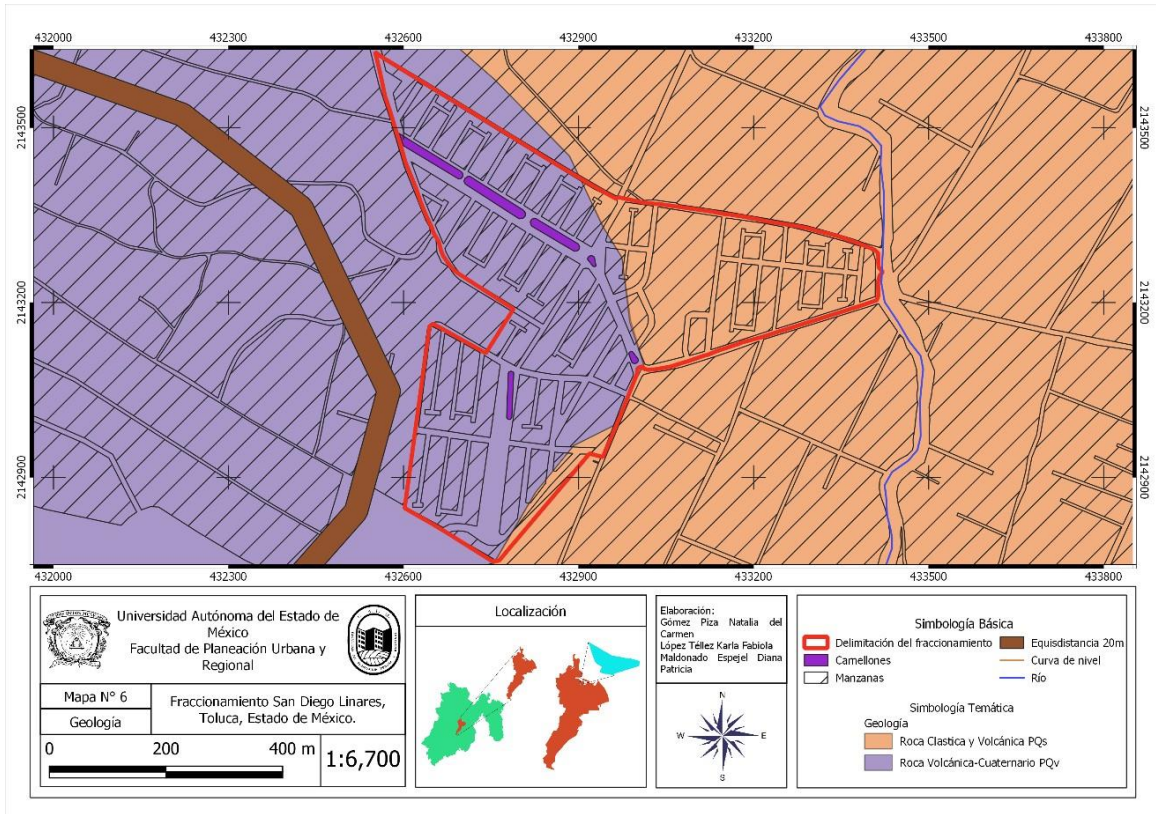 432000 432300 432600 432900 433200 433500 433800
2143500 2143500
2143200 2143200
2142900 2142900
432000 432300 432600 432900 433200 433500 433800
Universidad Autónoma del Estado de
México
Facultad de Planeación Urbana y
Regional
Mapa N° 6
Geología
Fraccionamiento San Diego Linares,
Toluca, Estado de México.
0 200 400 m
1:6,700
Localización
Elaboración:
Gómez Piza Natalia del
Carmen
López Téllez Karla Fabiola
Maldonado Espejel Diana
Patricia
N
W E
S
Simbología Básica
Delimitación del fraccionamiento
Camellones
Manzanas
Equisdistancia 20m
Curva de nivel
Río
Simbología Temática
Geología
Roca Clastica y Volcánica PQs
Roca Volcánica-Cuaternario PQv